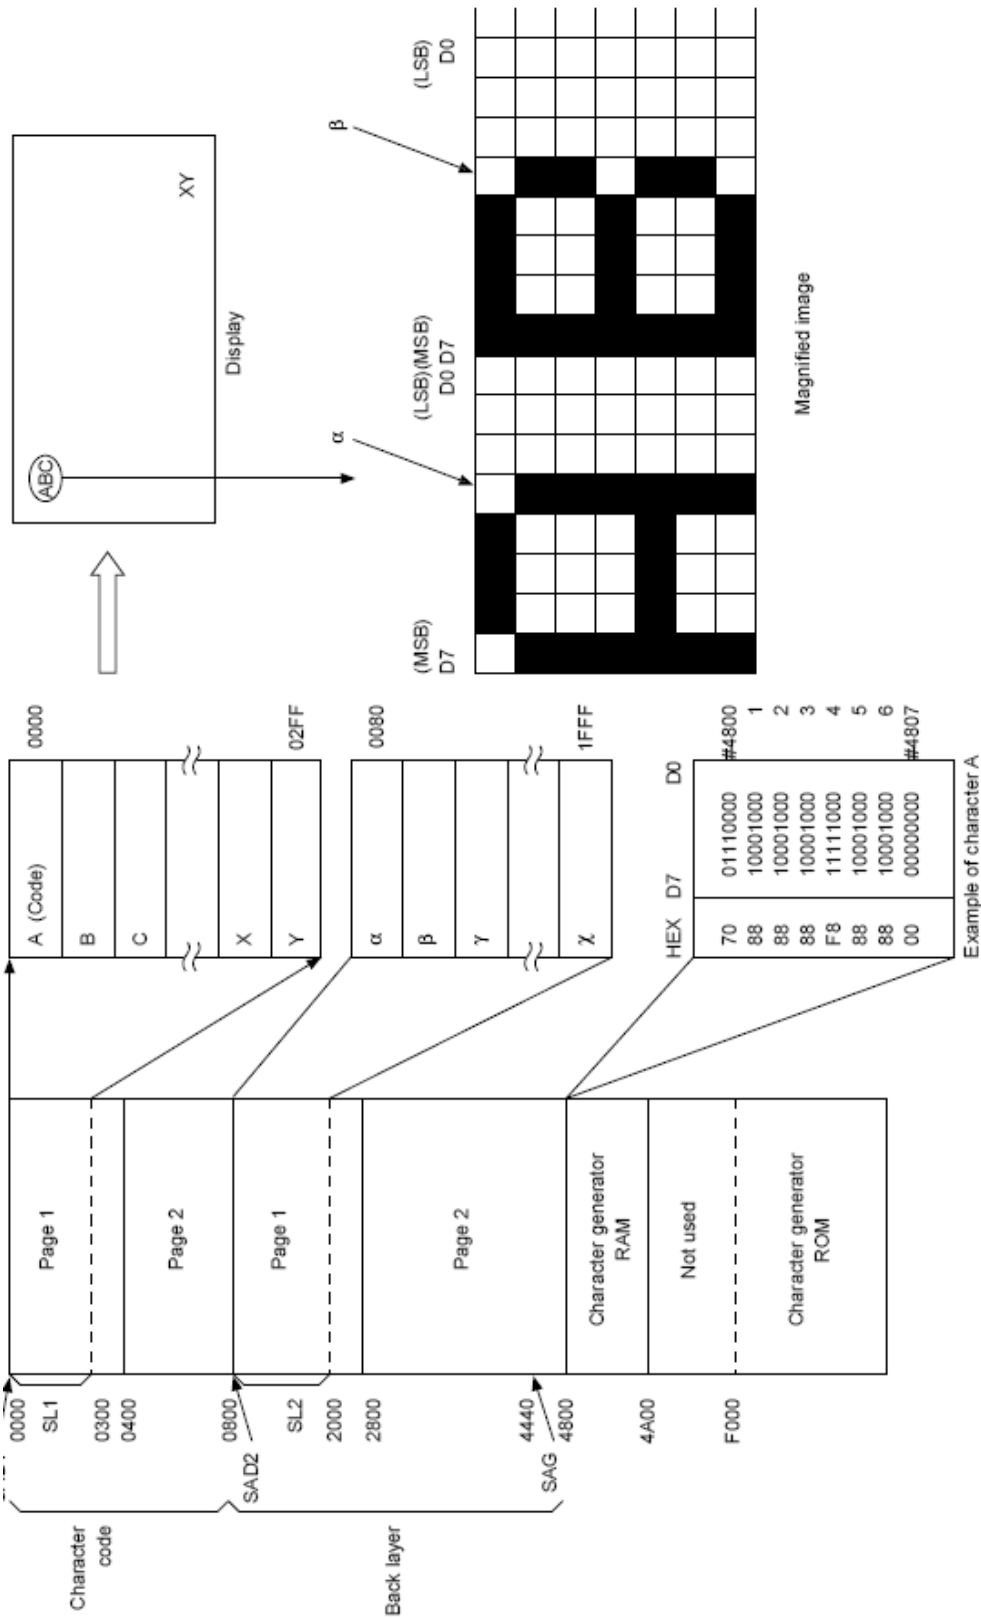 0000
SL1
0300
0400
0800
SAD2
SL2
2000
2800
4440
SAG
4800
4A00
F000
Character
code
Back layer
Page 1
Page 2
Page 1
Page 2
Character generator
RAM
Not used
Character generator
ROM
A (Code)
B
C
X
Y
0000
02FF
α
β
γ
χ
0080
1FFF
HEX D7 D0
70 01110000 #4800
88 10001000 1
88 10001000 2
88 10001000 3
F8 11111000 4
88 10001000 5
88 10001000 6
00 00000000 #4807
Example of character A
ABC
XY
Display
α
β
(MSB)
D7
(LSB) (MSB)
D0 D7
(LSB)
D0
Magnified image